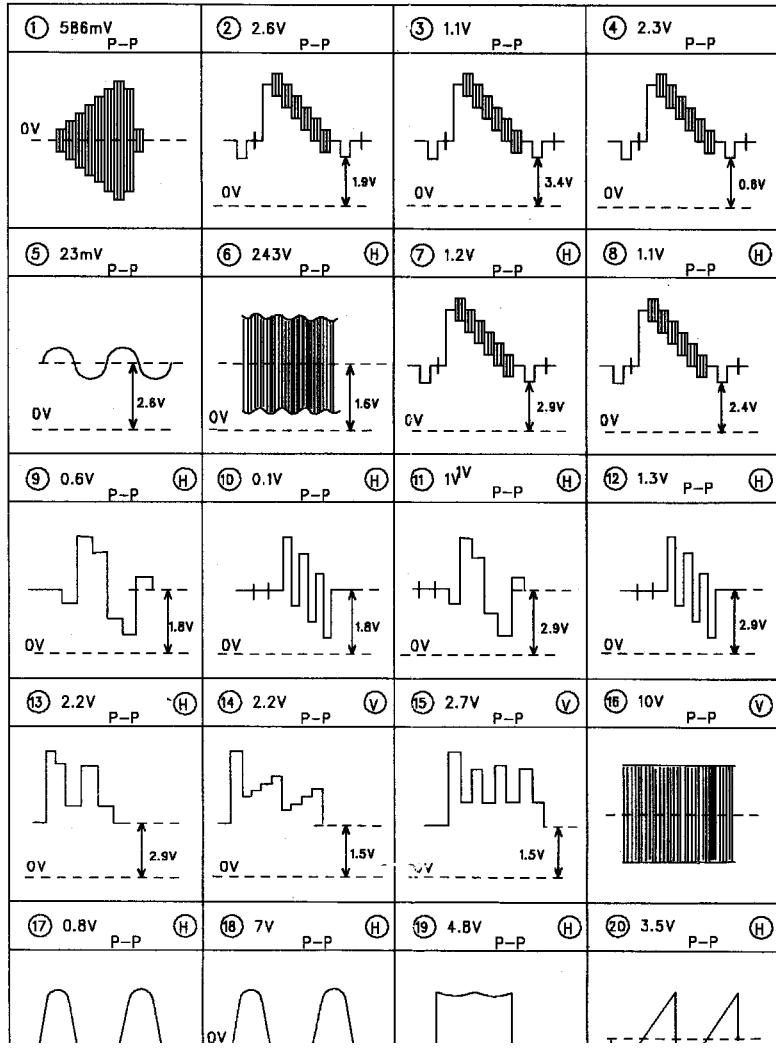 ① 586mV P-P
② 2.6V P-P
③ 1.1V P-P
④ 2.3V P-P
0V
0V
1.9V
0V
3.4V
0V
0.8V
⑤ 23mV P-P
⑥ 243V P-P Ⓗ
⑦ 1.2V P-P Ⓗ
⑧ 1.1V P-P Ⓗ
0V
2.6V
0V
1.6V
0V
2.9V
0V
2.4V
⑨ 0.6V P-P Ⓗ
⑩ 0.1V P-P Ⓗ
⑪ 1V 1V P-P Ⓗ
⑫ 1.3V P-P Ⓗ
0V
1.8V
0V
1.8V
0V
2.9V
0V
2.9V
⑬ 2.2V P-P Ⓗ
⑭ 2.2V P-P Ⓥ
⑮ 2.7V P-P Ⓥ
⑯ 10V P-P Ⓥ
0V
2.9V
0V
1.5V
0V
1.5V
⑰ 0.8V P-P Ⓗ
⑱ 7V P-P Ⓗ
⑲ 4.8V P-P Ⓗ
⑳ 3.5V P-P Ⓗ
0V